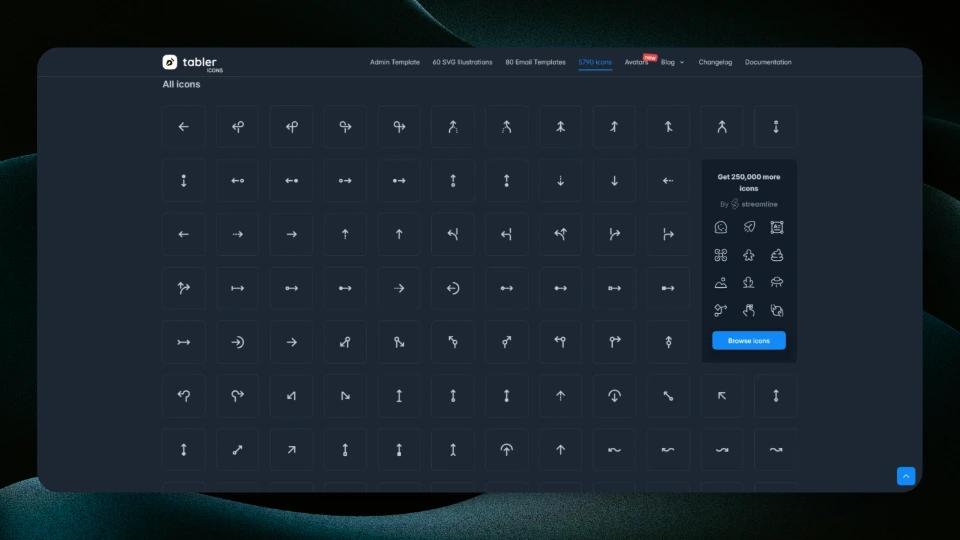 tabler
ICONS
Admin Template
60 SVG Illustrations
80 Email Templates
5790 Icons
Avatars
new
Blog
Changelog
Documentation
All icons
Get 250,000 more
icons
By streamline
Browse icons